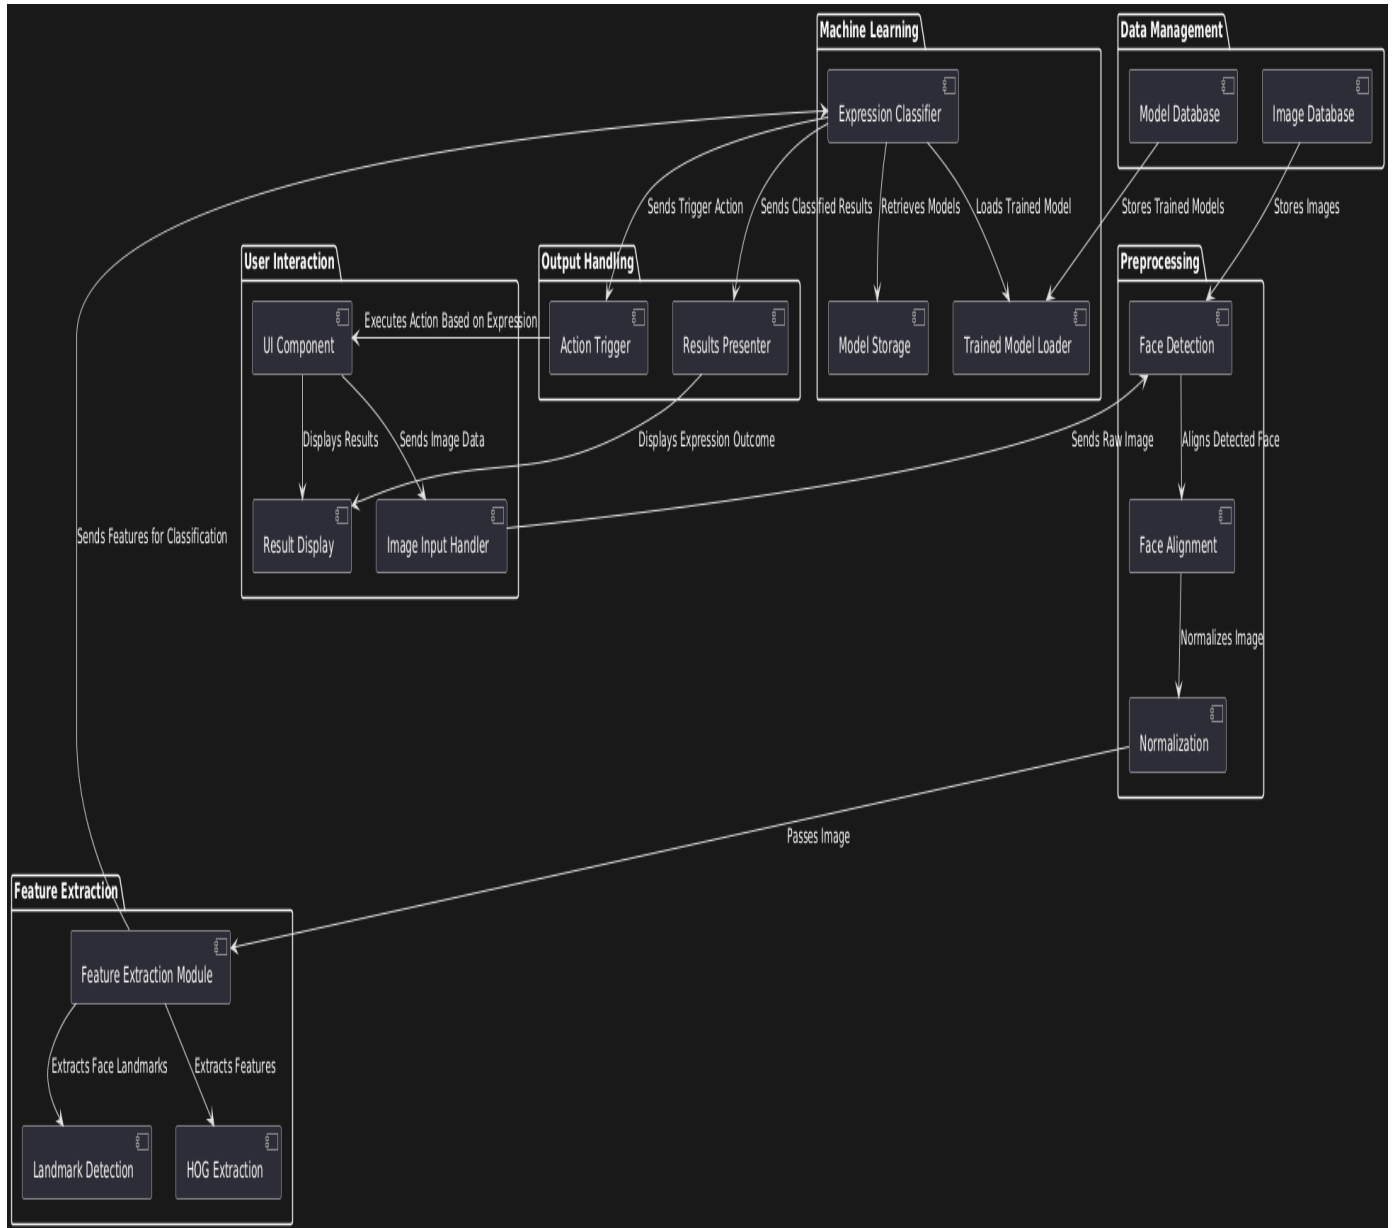 Machine Learning
Data Management
Expression Classifier
Model Database
Image Database
Sends Trigger Action
Sends Classified Results
Retrieves Models
Loads Trained Model
Stores Trained Models
Stores Images
User Interaction
Output Handling
Preprocessing
UI Component
Executes Action Based on Expression
Action Trigger
Results Presenter
Model Storage
Trained Model Loader
Face Detection
Displays Results
Sends Image Data
Displays Expression Outcome
Sends Raw Image
Aligns Detected Face
Sends Features for Classification
Result Display
Image Input Handler
Face Alignment
Normalizes Image
Normalization
Passes Image
Feature Extraction
Feature Extraction Module
Extracts Face Landmarks
Extracts Features
Landmark Detection
HOG Extraction